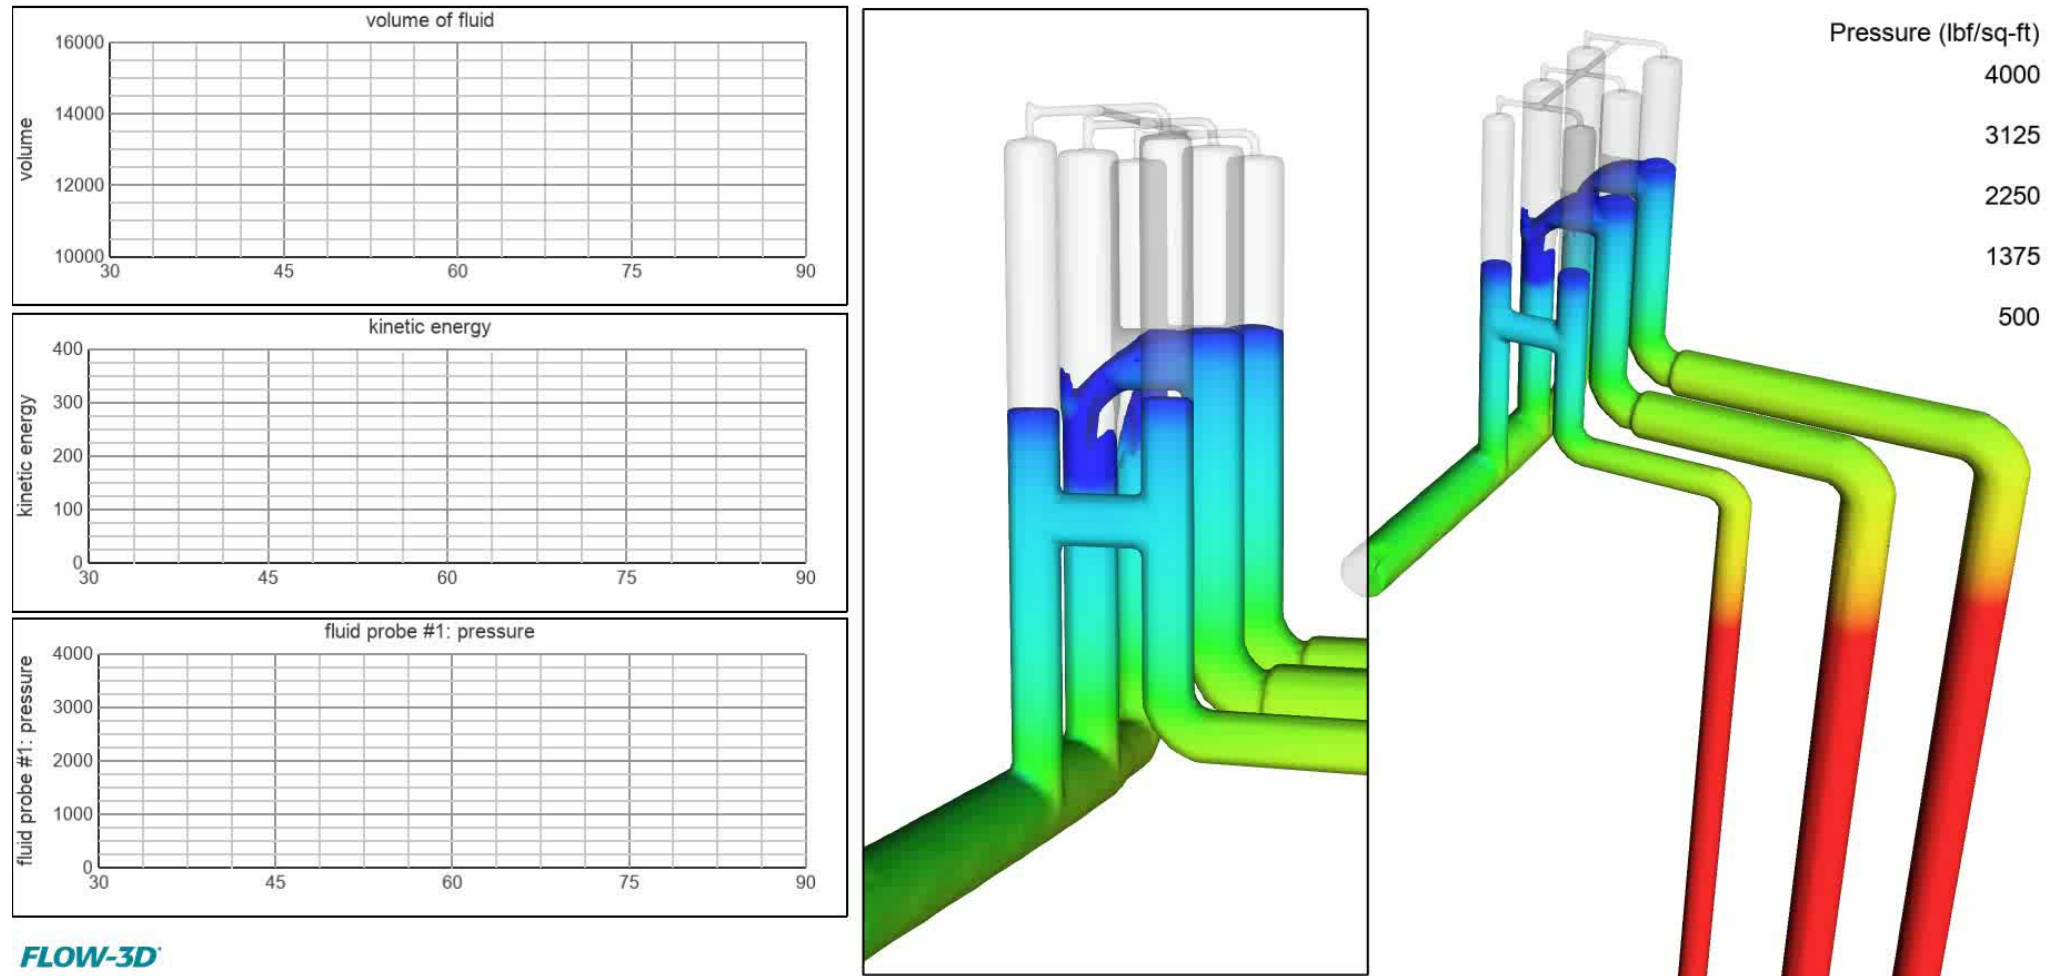 volume of fluid
16000
14000
12000
10000
volume
30 45 60 75 90
kinetic energy
400
300
200
100
0
kinetic energy
30 45 60 75 90
fluid probe #1: pressure
4000
3000
2000
1000
0
fluid probe #1: pressure
30 45 60 75 90
FLOW-3D
Pressure (lbf/sq-ft)
4000
3125
2250
1375
500